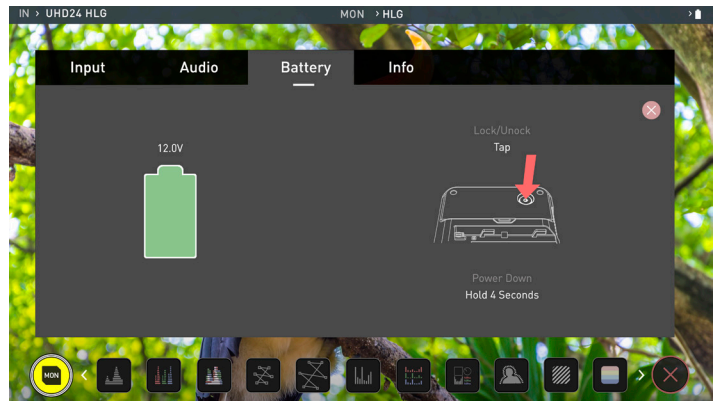 IN > UHD24 HLG MON > HLG >
Input Audio Battery Info
Lock/Unock
Tap
12.0V
Power Down
Hold 4 Seconds
MON